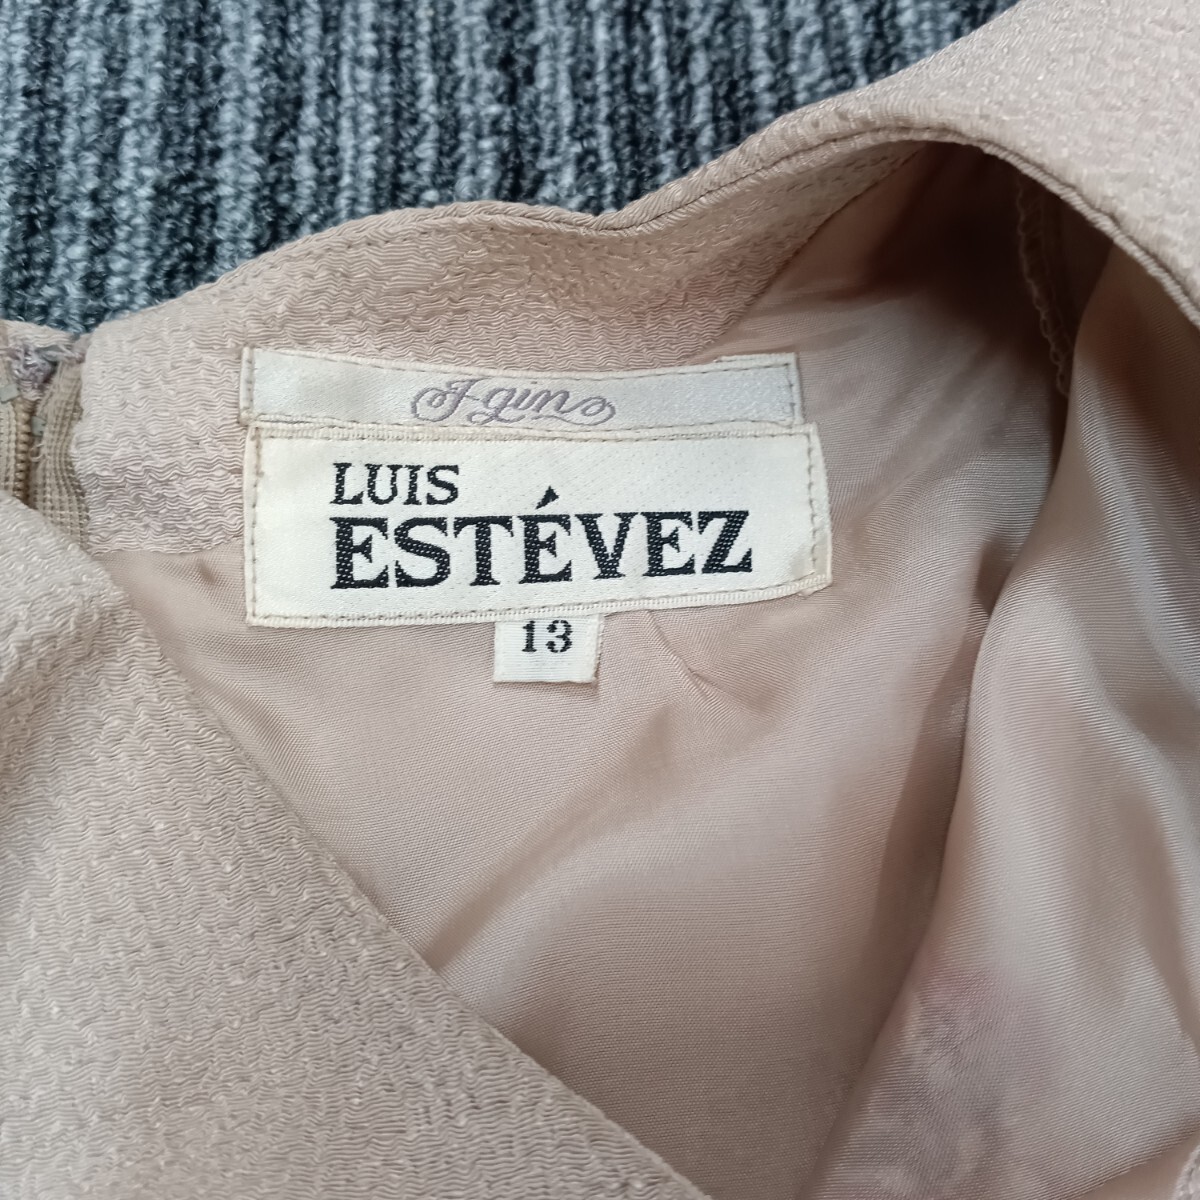 J-gin
LUIS
ESTÉVEZ
13